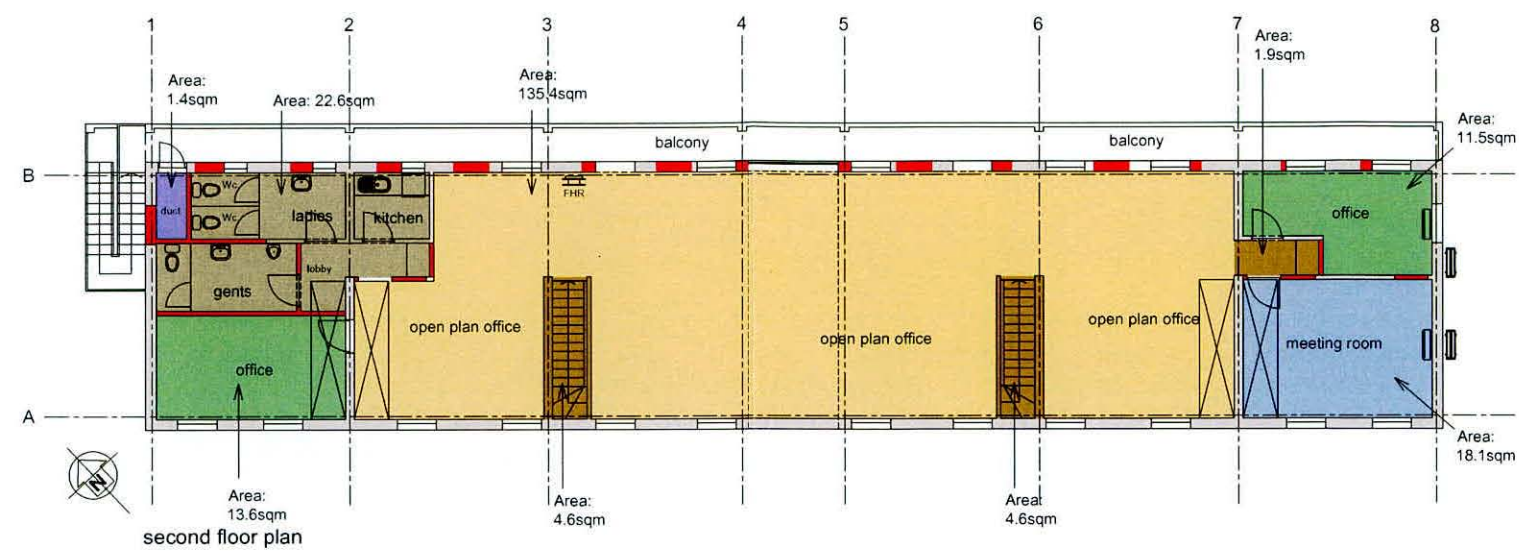 1 2 3 4 5 6 7 8
Area:
1.9sqm
Area:
1.4sqm
Area: 22.6sqm
Area:
135.4sqm
Area:
11.5sqm
balcony
balcony
B
Wc
Wc
duct
ladies
kitchen
FHR
office
lobby
gents
open plan office
open plan office
open plan office
meeting room
office
A
N
Area:
13.6sqm
Area:
4.6sqm
Area:
4.6sqm
Area:
18.1sqm
second floor plan